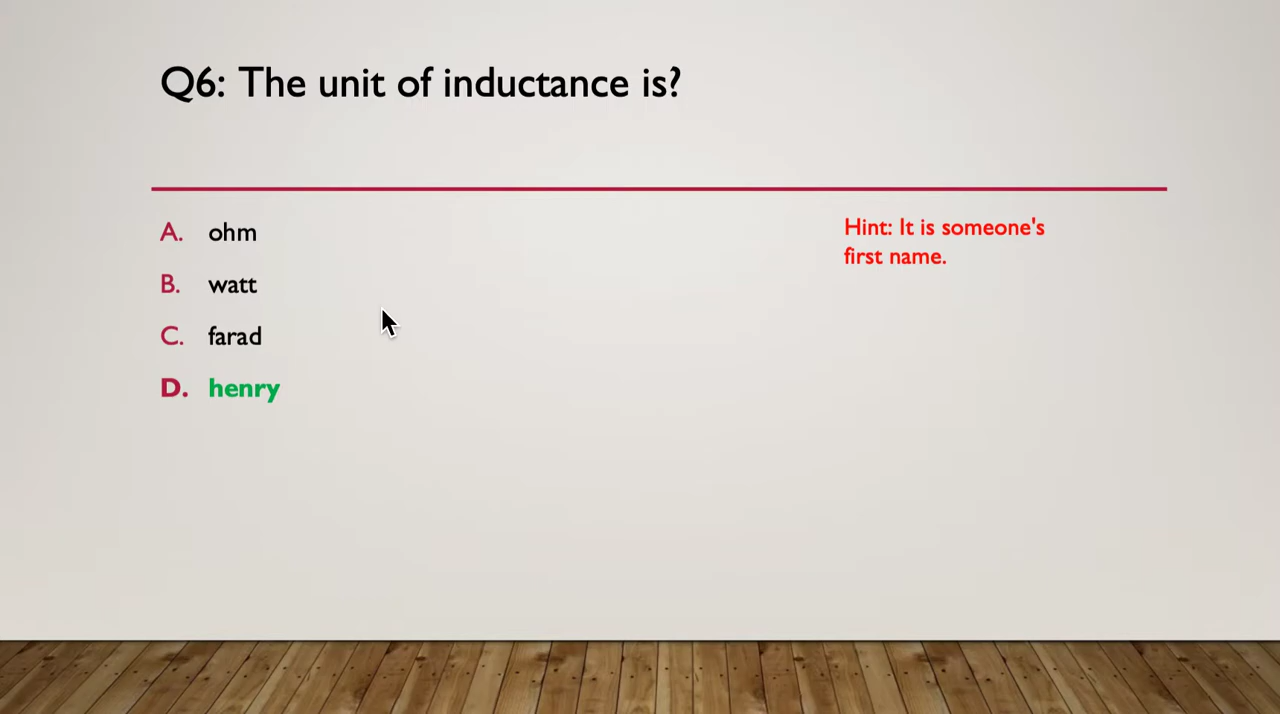 Q6: The unit of inductance is?
A. ohm
B. watt
C. farad
D. henry
Hint: It is someone's
first name.